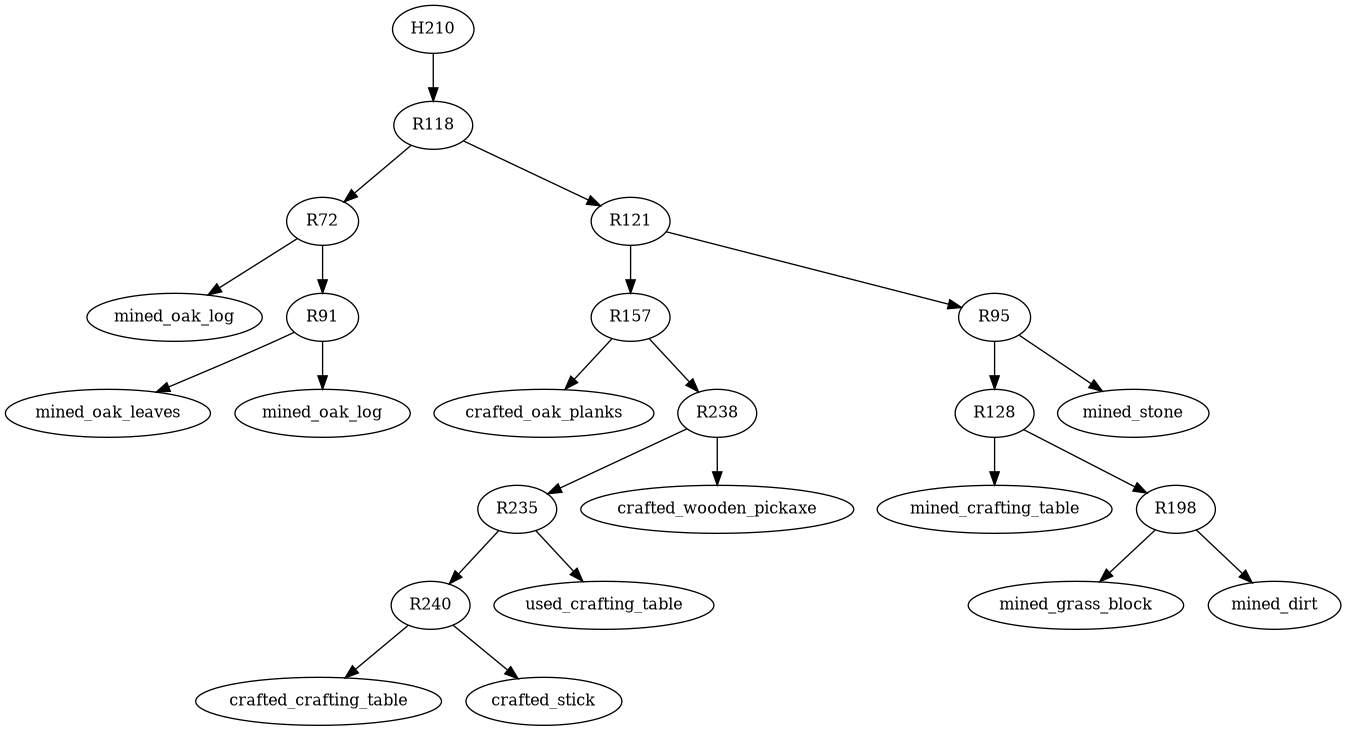 H210
R118
R72
R121
mined_oak_log
R91
R157
R95
mined_oak_leaves
mined_oak_log
crafted_oak_planks
R238
R128
mined_stone
R235
crafted_wooden_pickaxe
mined_crafting_table
R198
R240
used_crafting_table
mined_grass_block
mined_dirt
crafted_crafting_table
crafted_stick